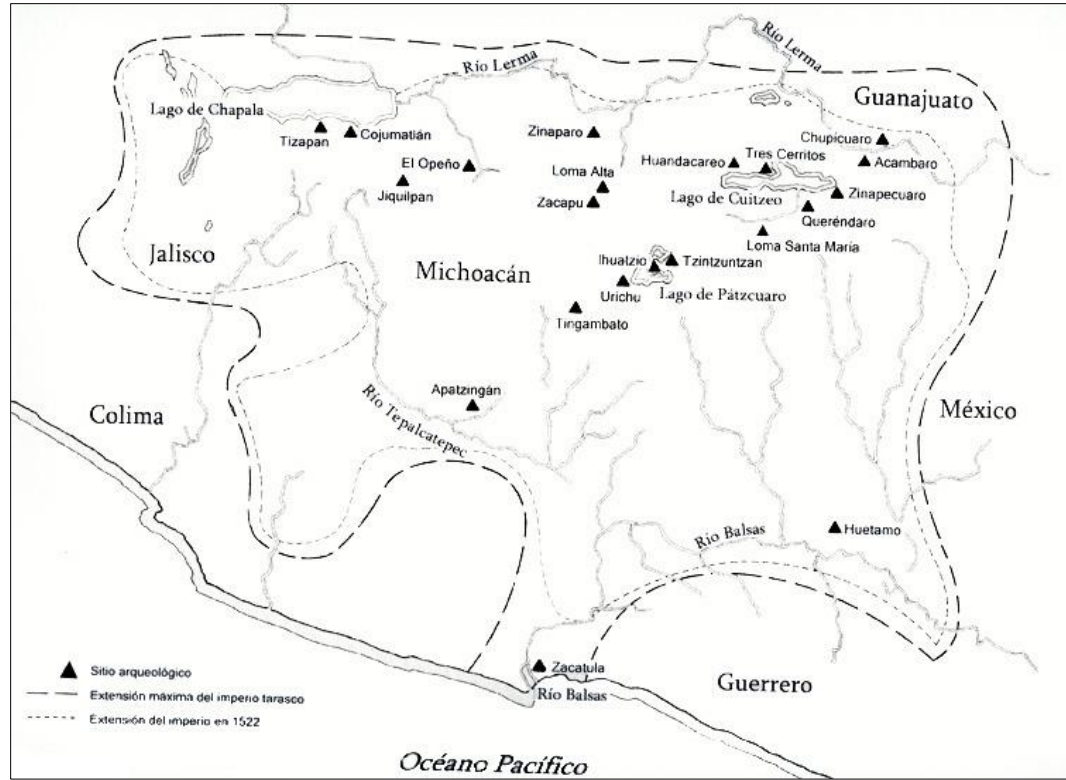 Río Lerma
Río Lerma
Guanajuato
Lago de Chapala
Tizapan
Cojumatlán
Zinaparo
Chupicuaro
El Opeño
Huandacareo
Tres Cerritos
Acambaro
Jiquilpan
Loma Alta
Lago de Cuitzeo
Zinapecuaro
Zacapu
Queréndaro
Jalisco
Loma Santa María
Michoacán
Ihuatzio
Tzintzuntzan
Urichu
Lago de Pátzcuaro
Tingambato
Colima
Apatzingán
Río Tepalcatepec
México
Río Balsas
Huetamo
Zacatula
Río Balsas
Guerrero
Sitio arqueológico
Extensión máxima del imperio tarasco
Extensión del imperio en 1522
Océano Pacífico